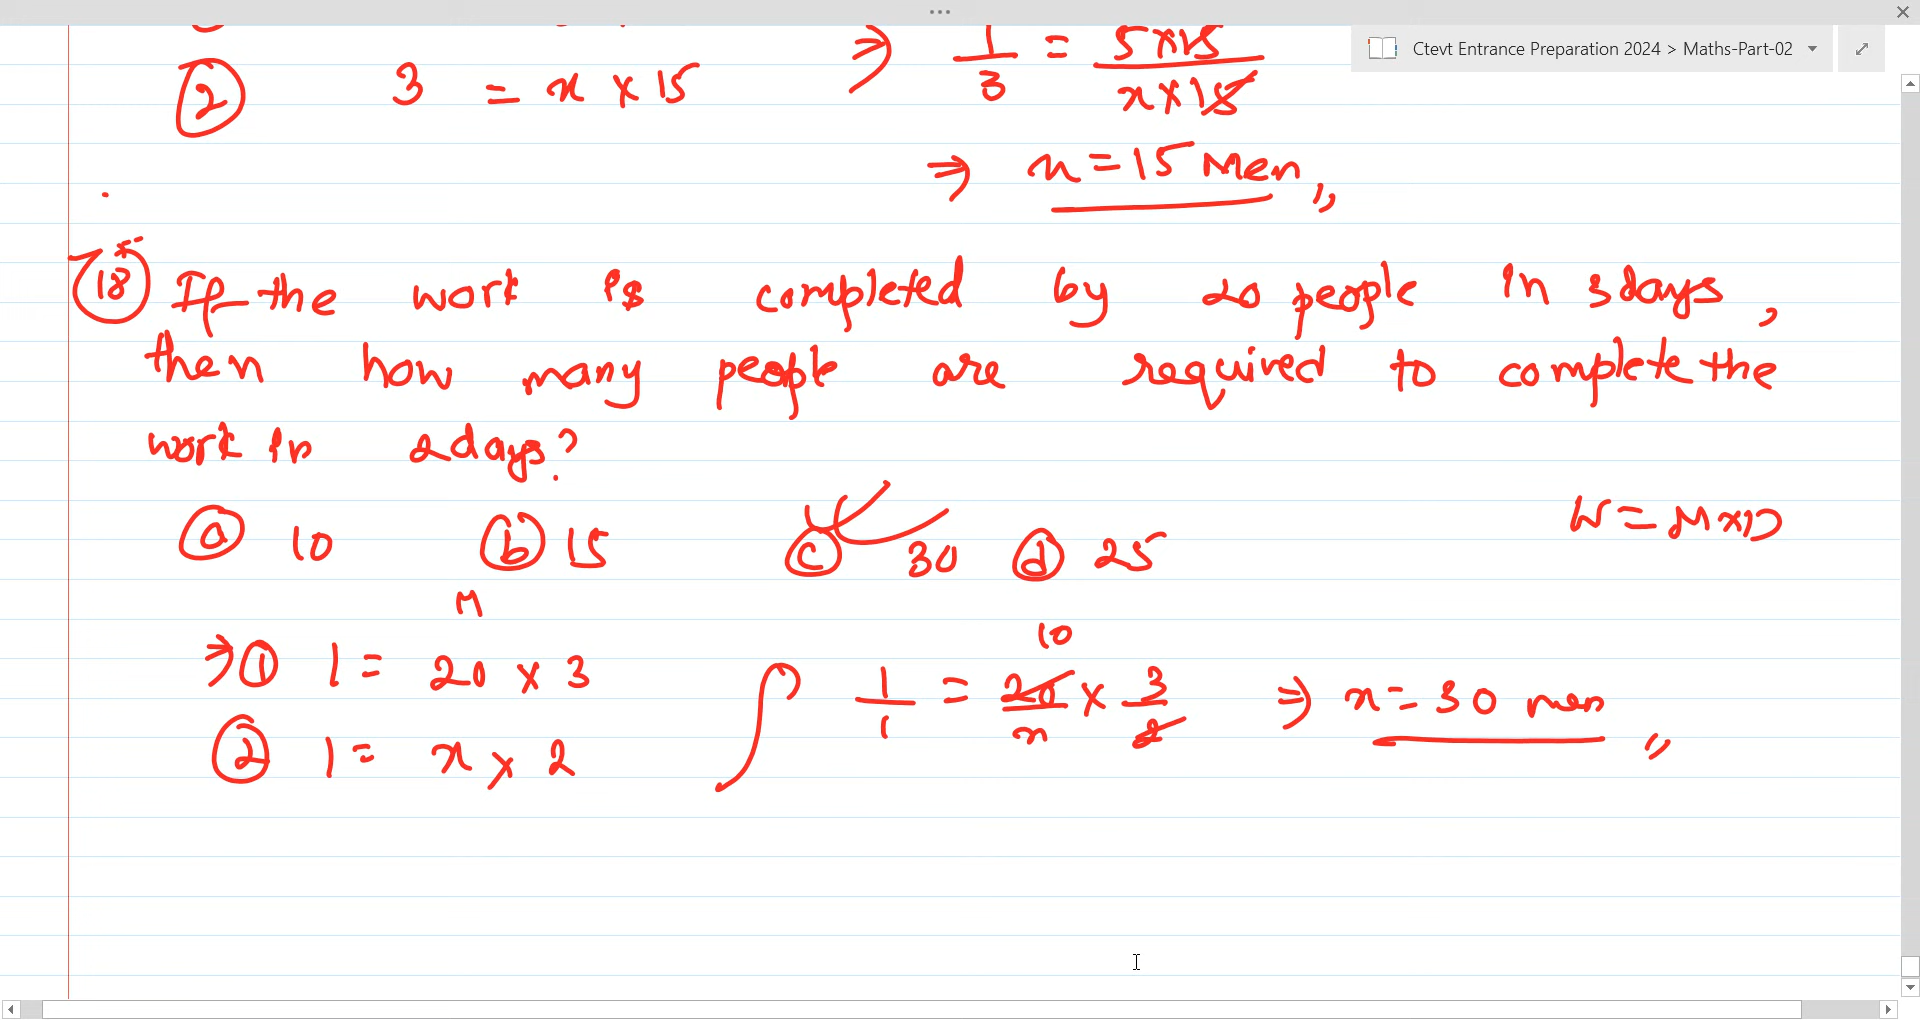 Ctevt Entrance Preparation 2024 > Maths-Part-02
⇒ 1/3 = 5×15/x×15
② 3 = x × 15
⇒ x = 15 Men,,
18 If the work is completed by 20 people in 3 days,
then how many people are required to complete the
work in 2 days?
ⓐ 10 ⓑ 15 ⓒ 30 ⓓ 25
W = M×D
M
⇒ ① 1 = 20 × 3
② 1 = x × 2
10
1/1 = 20/x × 3/2 ⇒ x = 30 men,,